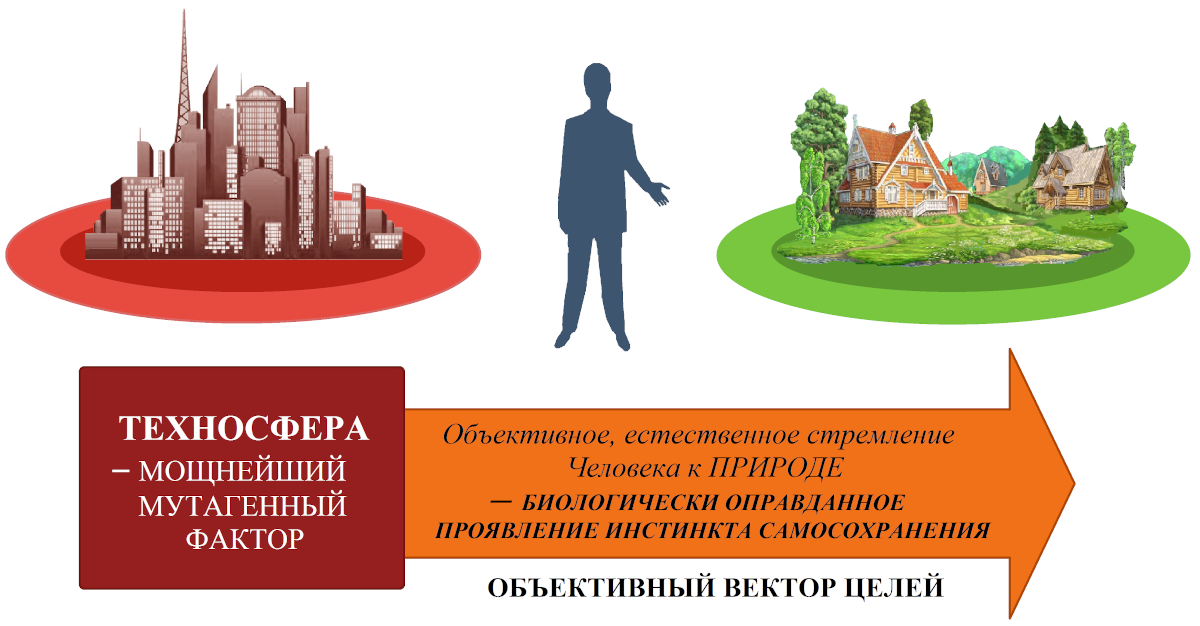 ТЕХНОСФЕРА
– МОЩНЕЙШИЙ
МУТАГЕННЫЙ
ФАКТОР
Объективное, естественное стремление
Человека к ПРИРОДЕ
– БИОЛОГИЧЕСКИ ОПРАВДАННОЕ
ПРОЯВЛЕНИЕ ИНСТИНКТА САМОСОХРАНЕНИЯ
ОБЪЕКТИВНЫЙ ВЕКТОР ЦЕЛЕЙ